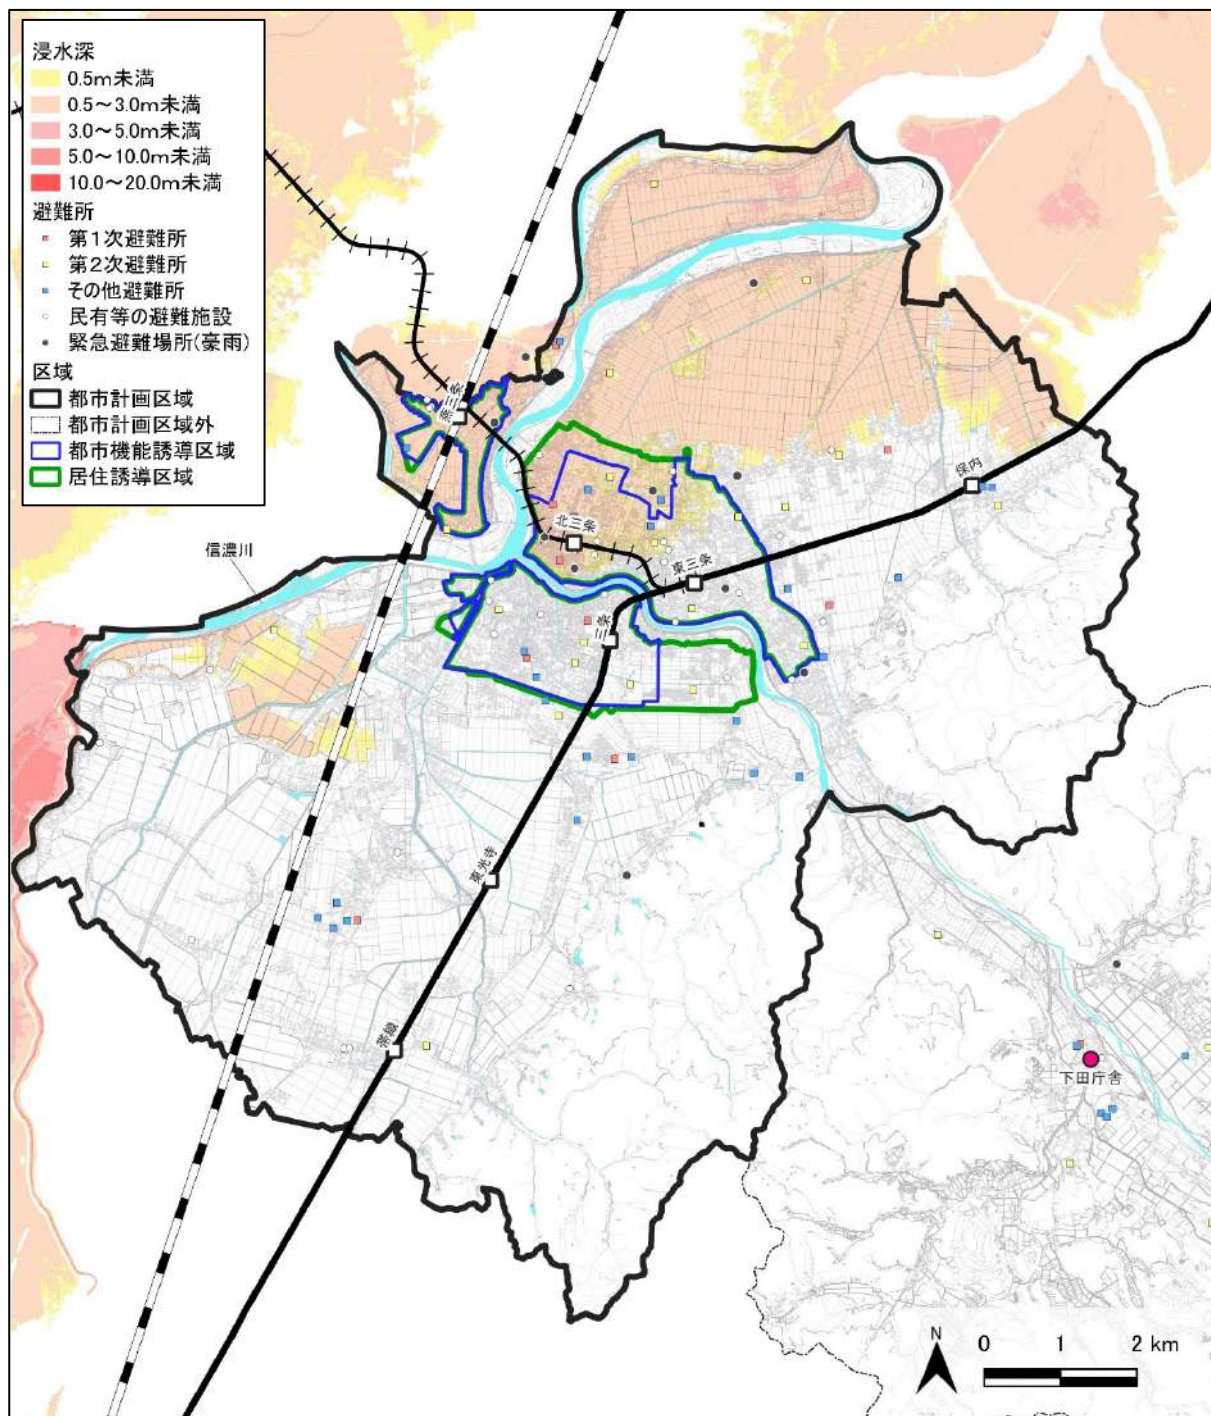 浸水深
0.5m未満
0.5~3.0m未満
3.0~5.0m未満
5.0~10.0m未満
10.0~20.0m未満
避難所
第1次避難所
第2次避難所
その他避難所
民有等の避難施設
緊急避難場所(豪雨)
区域
都市計画区域
都市計画区域外
都市機能誘導区域
居住誘導区域
燕三条
保内
北三条
信濃川
東三条
三条
東光寺
帯織
下田庁舎
N
0 1 2 km